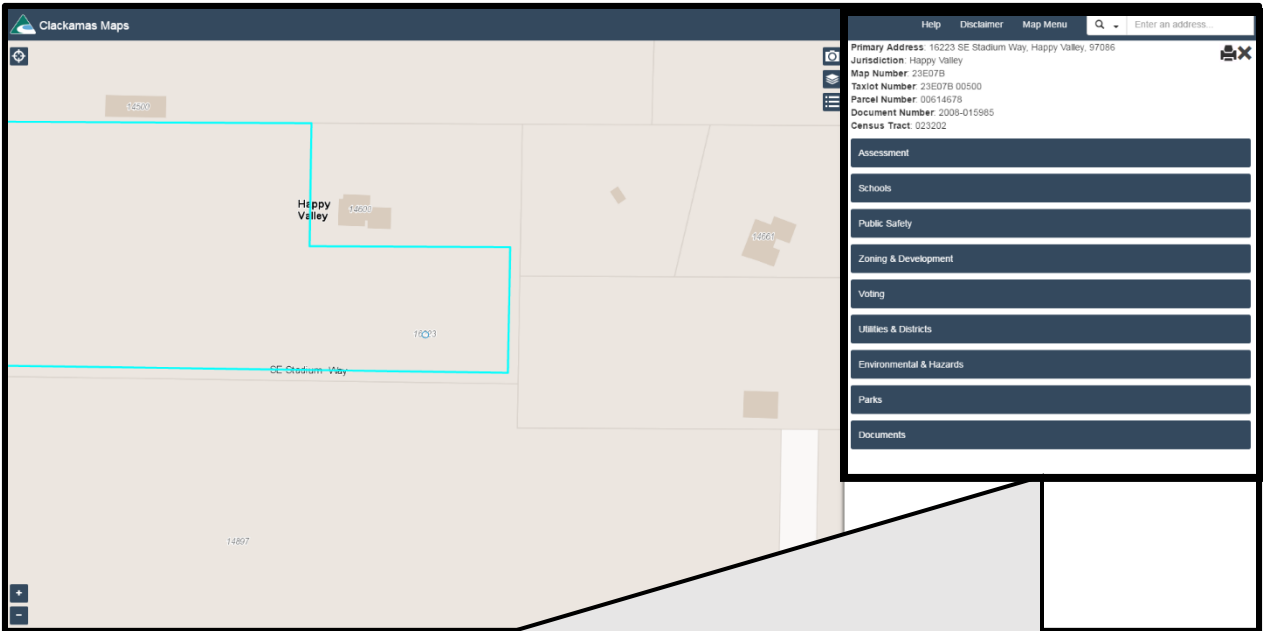 Clackamas Maps
Help Disclaimer Map Menu Enter an address...
Primary Address: 16223 SE Stadium Way, Happy Valley, 97086
Jurisdiction: Happy Valley
Map Number: 23E07B
Taxlot Number: 23E07B 00500
Parcel Number: 00614678
Document Number: 2008-015985
Census Tract: 023202
Assessment
Schools
Public Safety
Zoning & Development
Voting
Utilities & Districts
Environmental & Hazards
Parks
Documents
14500
Happy
Valley
14600
14661
16223
SE Stadium Way
14897
+
−